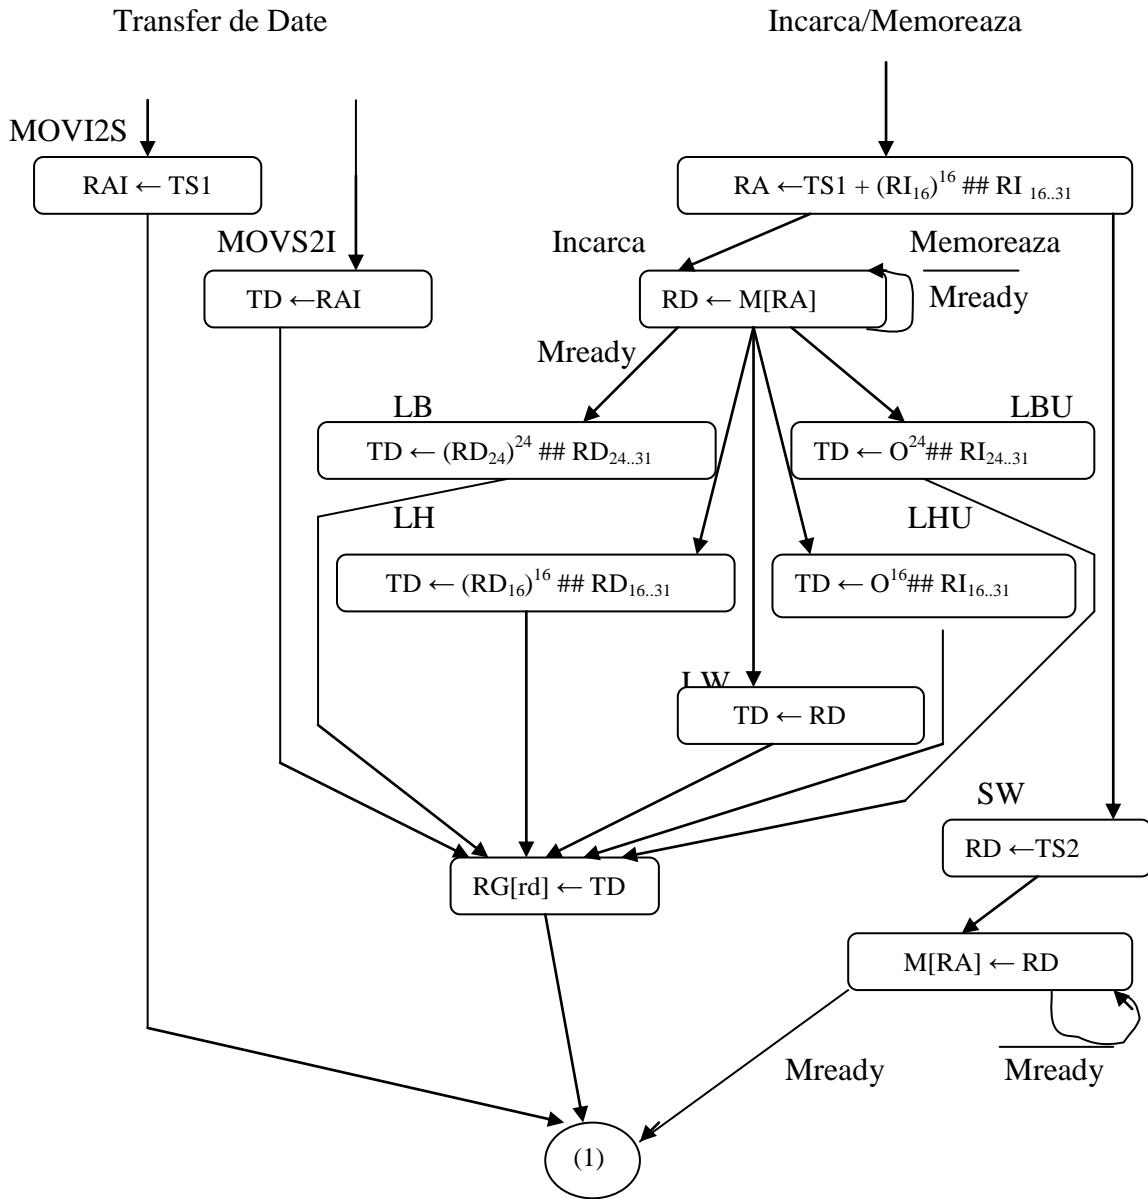 Transfer de Date
Incarca/Memoreaza
MOVI2S
RAI ← TS1
RA ←TS1 + (RI₁₆)¹⁶ ## RI ₁₆..₃₁
MOVS2I
Incarca
Memoreaza
TD ←RAI
RD ← M[RA]
Mready
Mready
LB
LBU
TD ← (RD₂₄)²⁴ ## RD₂₄..₃₁
TD ← O²⁴## RI₂₄..₃₁
LH
LHU
TD ← (RD₁₆)¹⁶ ## RD₁₆..₃₁
TD ← O¹⁶## RI₁₆..₃₁
LW
TD ← RD
SW
RD ←TS2
RG[rd] ← TD
M[RA] ← RD
Mready
Mready
(1)